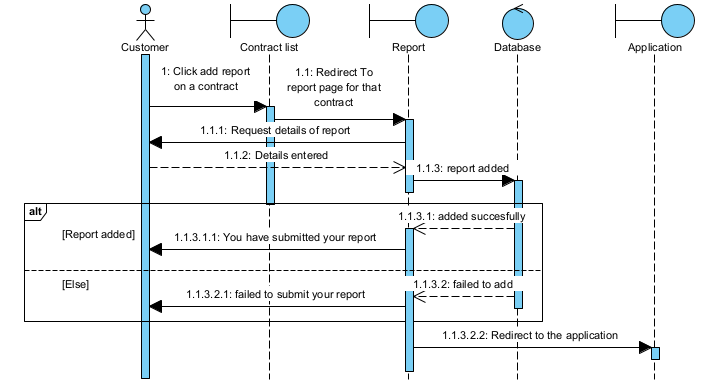 Customer
Contract list
Report
Database
Application
1: Click add report
on a contract
1.1: Redirect To
report page for that
contract
1.1.1: Request details of report
1.1.2: Details entered
1.1.3: report added
alt
1.1.3.1: added succesfully
[Report added]
1.1.3.1.1: You have submitted your report
[Else]
1.1.3.2: failed to add
1.1.3.2.1: failed to submit your report
1.1.3.2.2: Redirect to the application